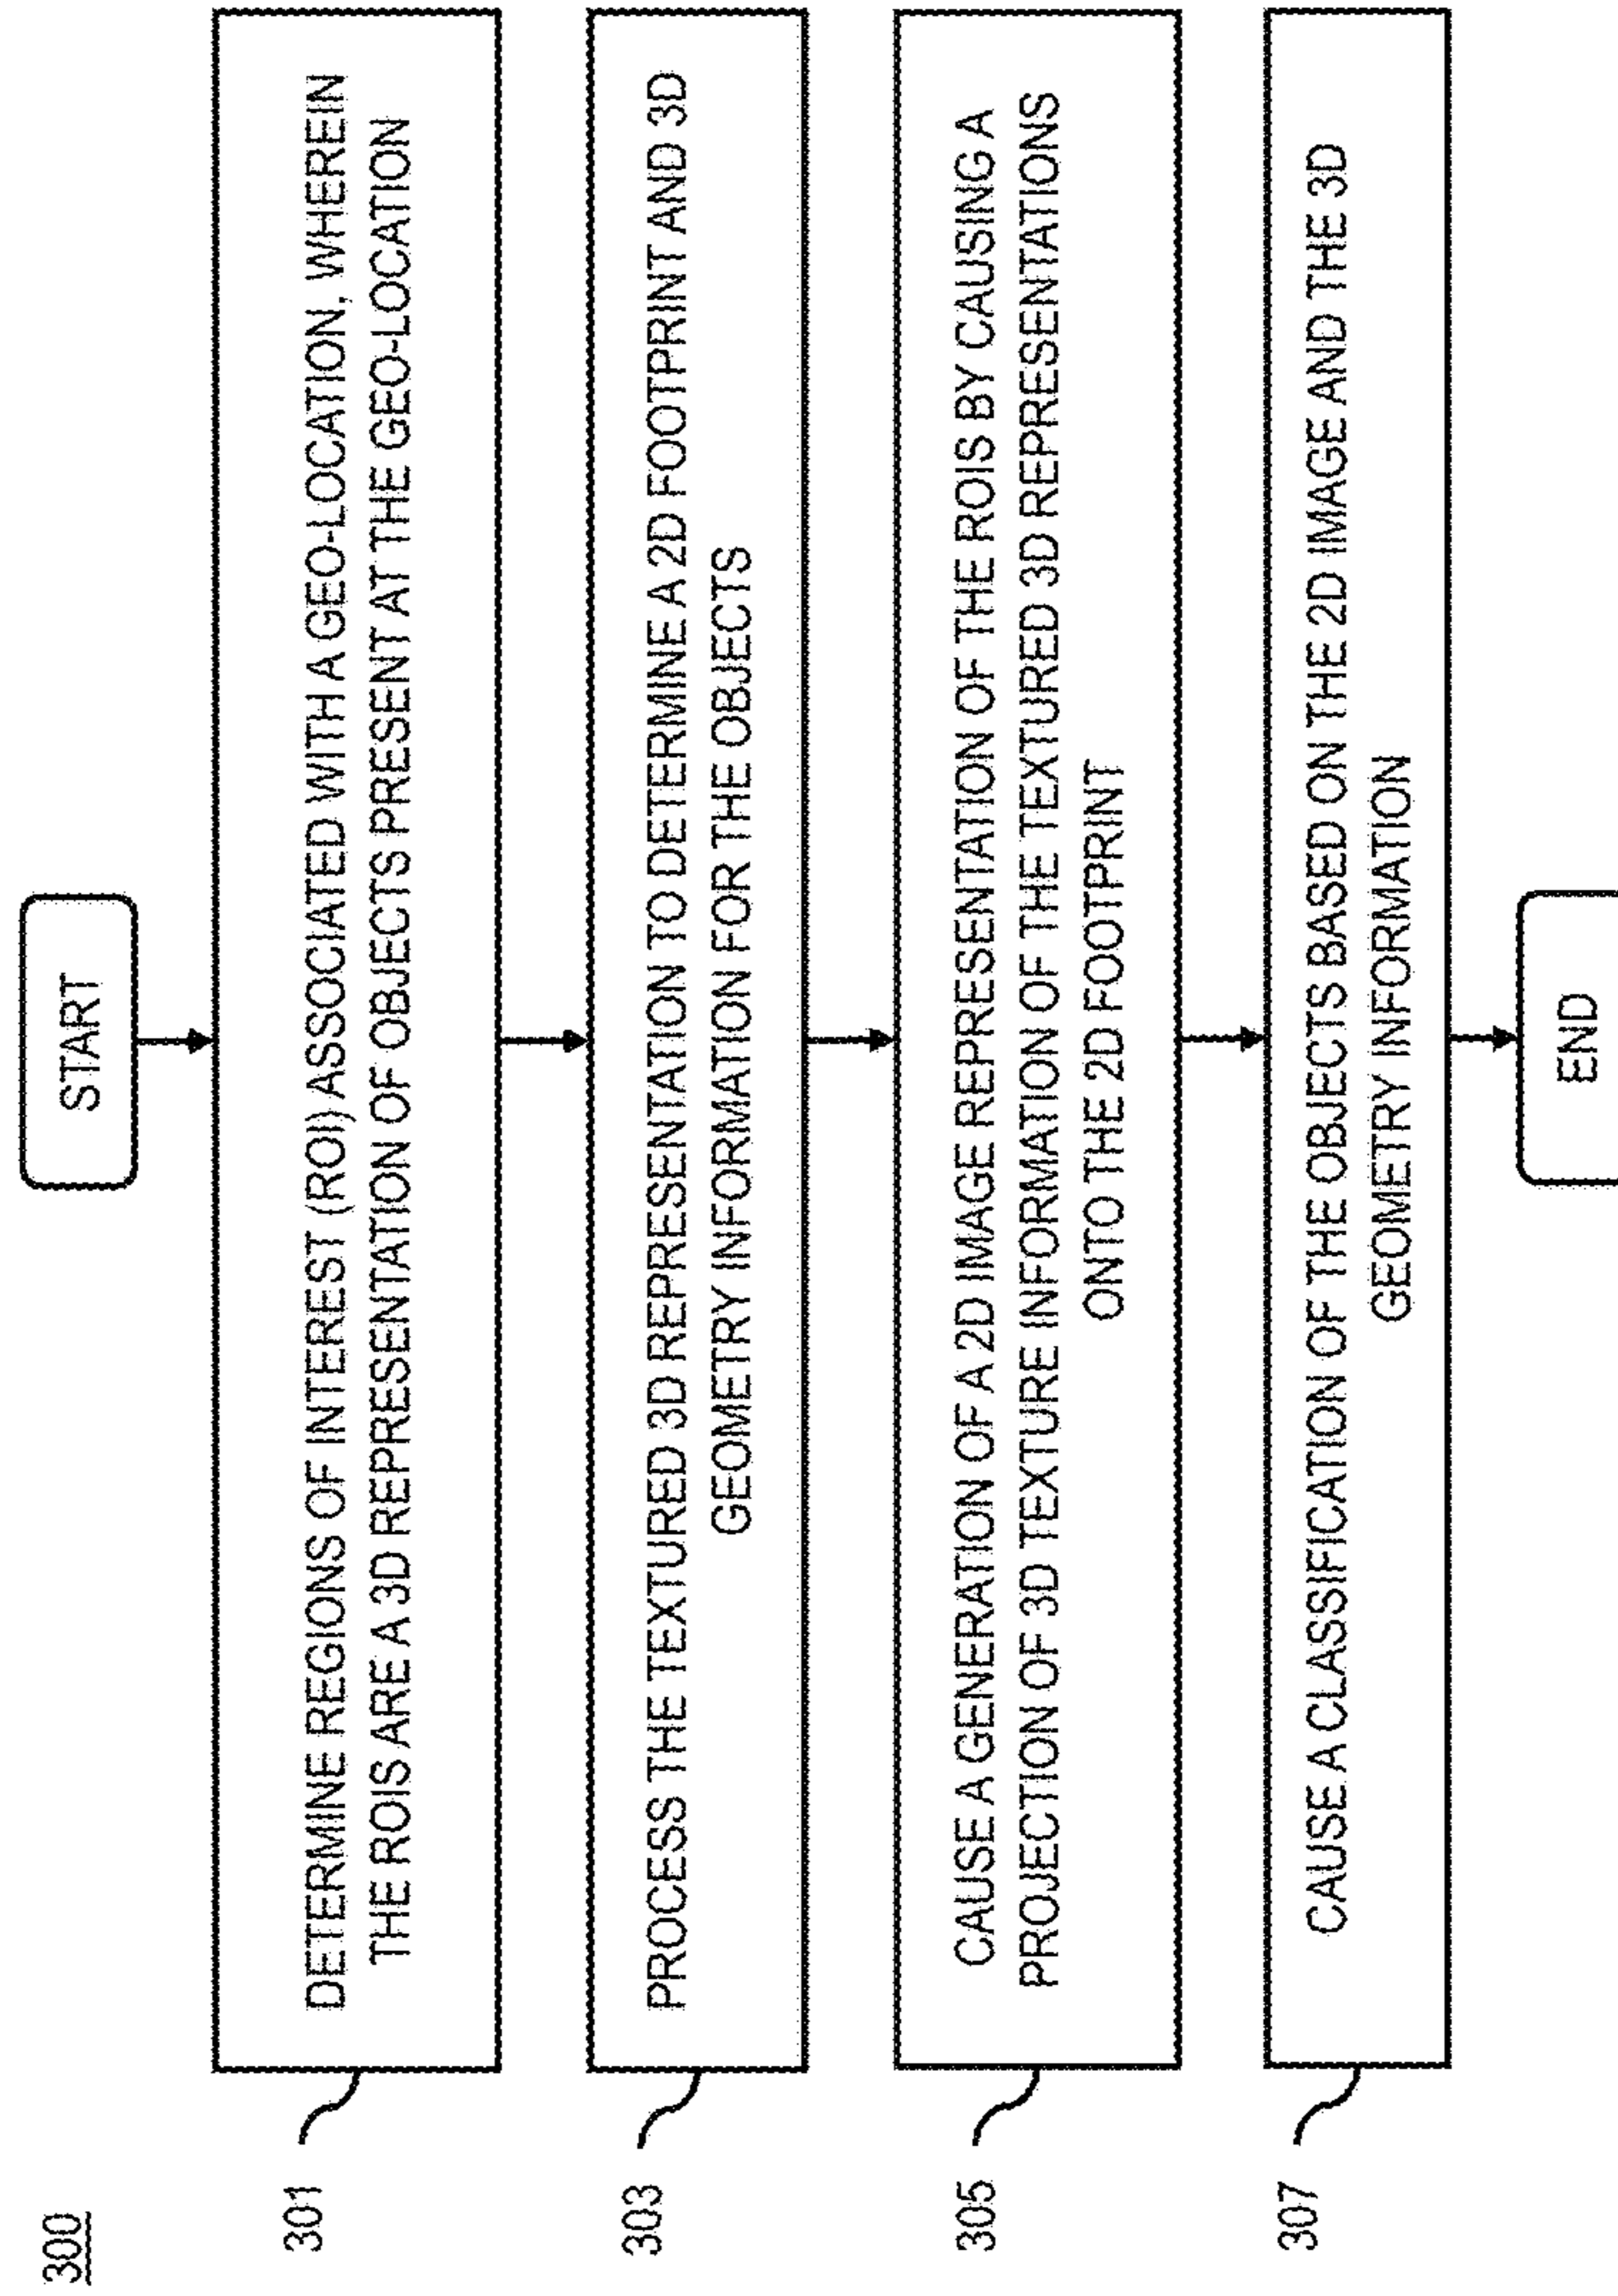 300
START
301
DETERMINE REGIONS OF INTEREST (ROI) ASSOCIATED WITH A GEO-LOCATION, WHEREIN
THE ROIS ARE A 3D REPRESENTATION OF OBJECTS PRESENT AT THE GEO-LOCATION
303
PROCESS THE TEXTURED 3D REPRESENTATION TO DETERMINE A 2D FOOTPRINT AND 3D
GEOMETRY INFORMATION FOR THE OBJECTS
305
CAUSE A GENERATION OF A 2D IMAGE REPRESENTATION OF THE ROIS BY CAUSING A
PROJECTION OF 3D TEXTURE INFORMATION OF THE TEXTURED 3D REPRESENTATIONS
ONTO THE 2D FOOTPRINT
307
CAUSE A CLASSIFICATION OF THE OBJECTS BASED ON THE 2D IMAGE AND THE 3D
GEOMETRY INFORMATION
END